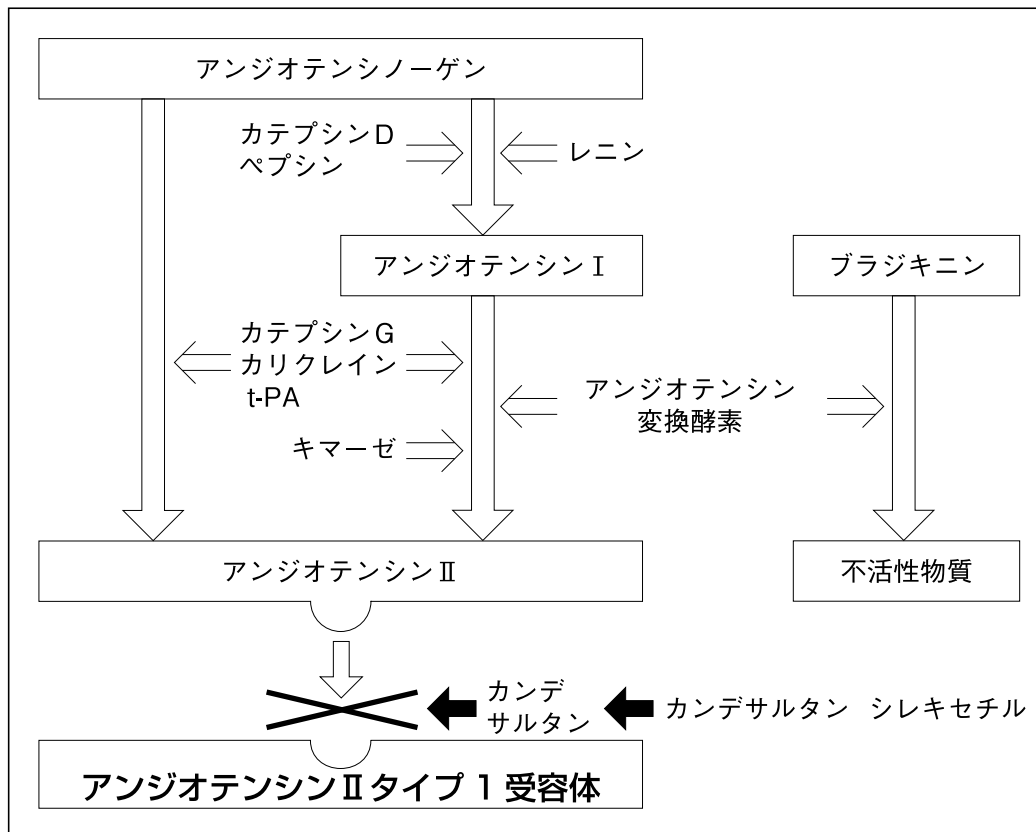 アンジオテンシノーゲン
カテプシンD
ペプシン
レニン
アンジオテンシンⅠ
ブラジキニン
カテプシンG
カリクレイン
t-PA
アンジオテンシン
変換酵素
キマーゼ
アンジオテンシンⅡ
不活性物質
カンデ
サルタン
カンデサルタン シレキセチル
アンジオテンシンⅡタイプ1受容体